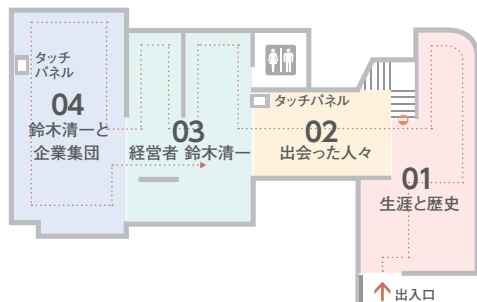 タッチ
パネル
04
鈴木清一と
企業集団
03
経営者 鈴木清一
タッチパネル
02
出会った人々
01
生涯と歴史
出入口